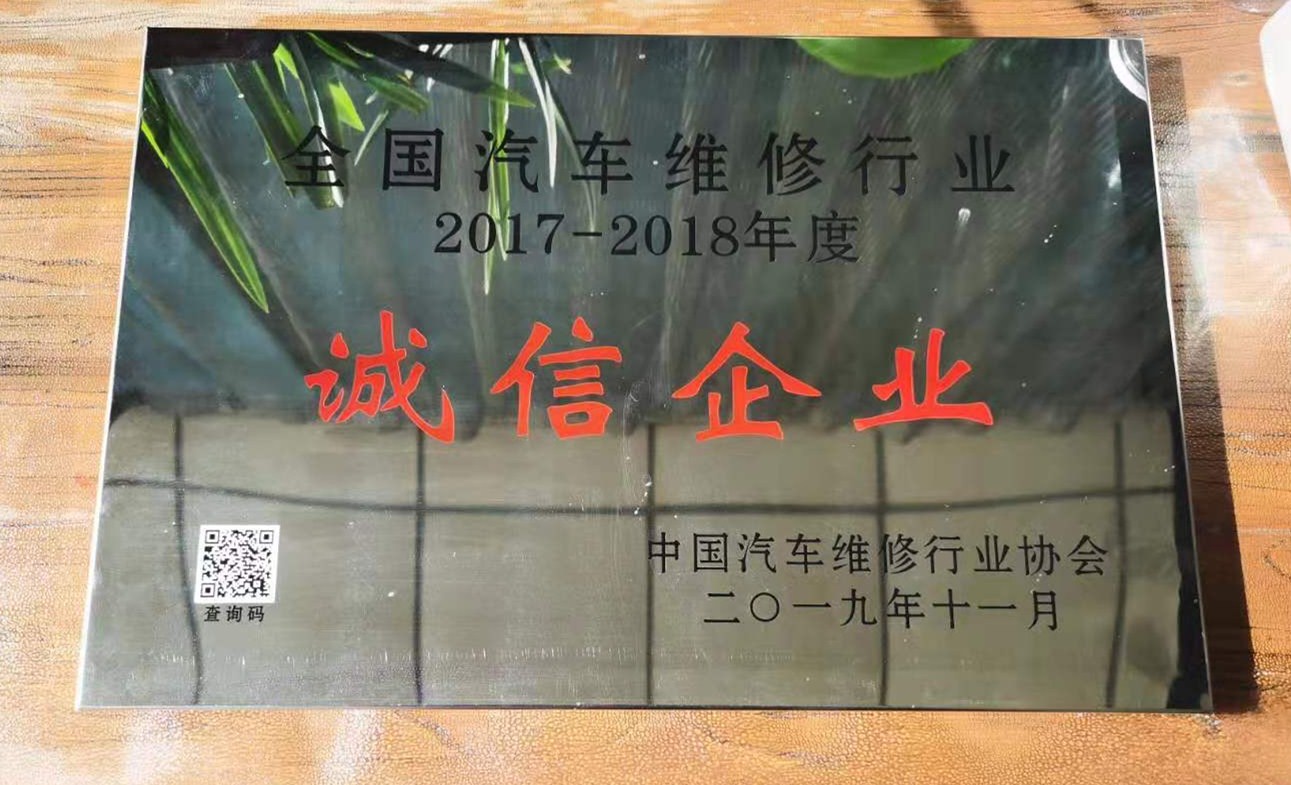 全国汽车维修行业
2017-2018年度
诚信企业
中国汽车维修行业协会
二〇一九年十一月
查询码